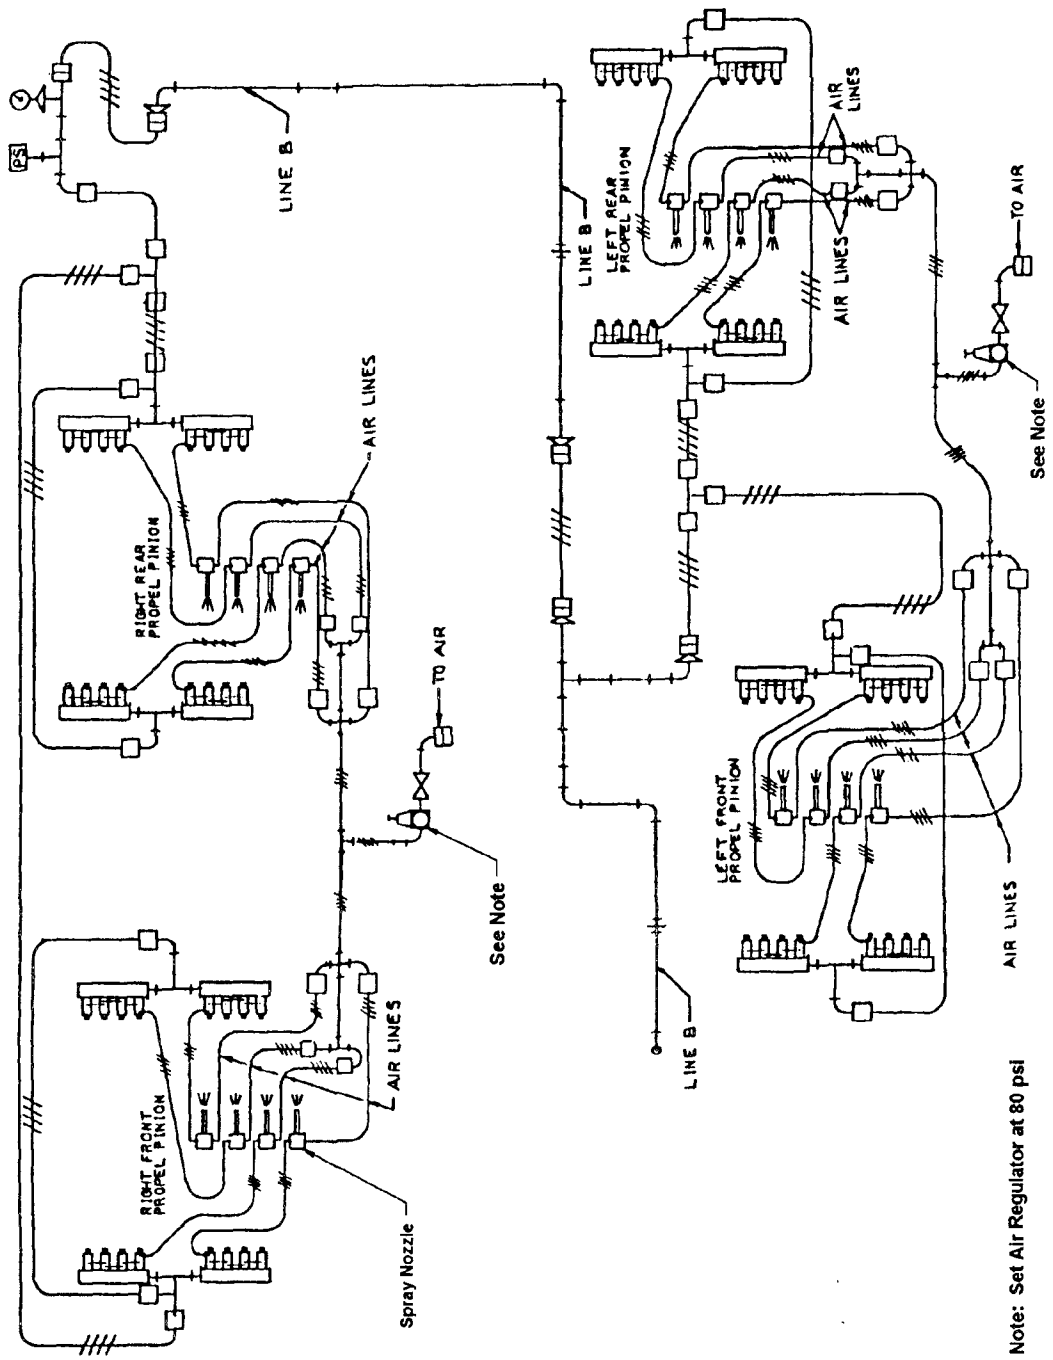 PS
LINE B
LINE B
LEFT REAR
PROPEL PINION
AIR
LINES
AIR LINES
TO AIR
See Note
RIGHT REAR
PROPEL PINION
AIR LINES
TO AIR
See Note
LEFT FRONT
PROPEL PINION
AIR LINES
RIGHT FRONT
PROPEL PINION
AIR LINES
Spray Nozzle
LINE B
Note: Set Air Regulator at 80 psi